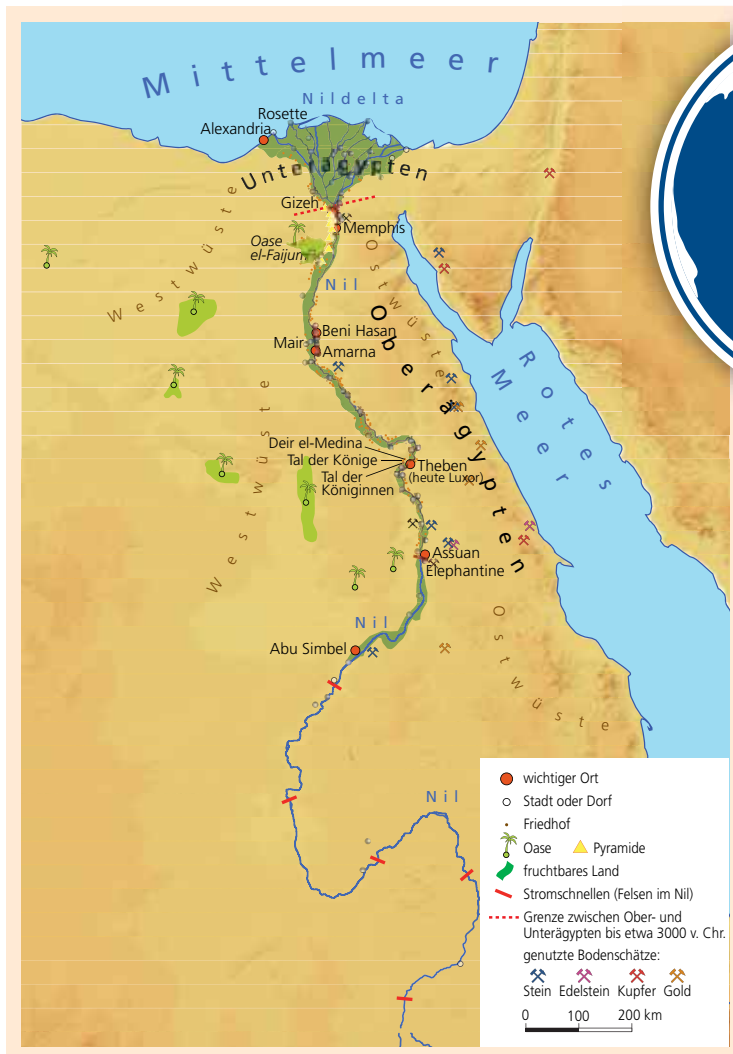 Mittelmeer
Nildelta
Rosette
Alexandria
Unterägypten
Gizeh
Memphis
Oase
el-Faijum
Westwüste
Ostwüste
Nil
Oberägypten
Beni Hasan
Mair
Amarna
Rotes
Meer
Westwüste
Deir el-Medina
Tal der Könige
Tal der
Königinnen
Theben
(heute Luxor)
Assuan
Elephantine
Nil
Abu Simbel
Ostwüste
Nil
wichtiger Ort
Stadt oder Dorf
Friedhof
Oase
Pyramide
fruchtbares Land
Stromschnellen (Felsen im Nil)
Grenze zwischen Ober- und
Unterägypten bis etwa 3000 v. Chr.
genutzte Bodenschätze:
Stein Edelstein Kupfer Gold
0 100 200 km